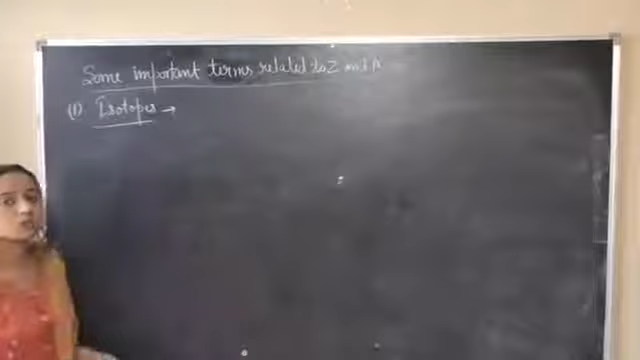 Some important terms related to Z and A
(1) Isotopes →